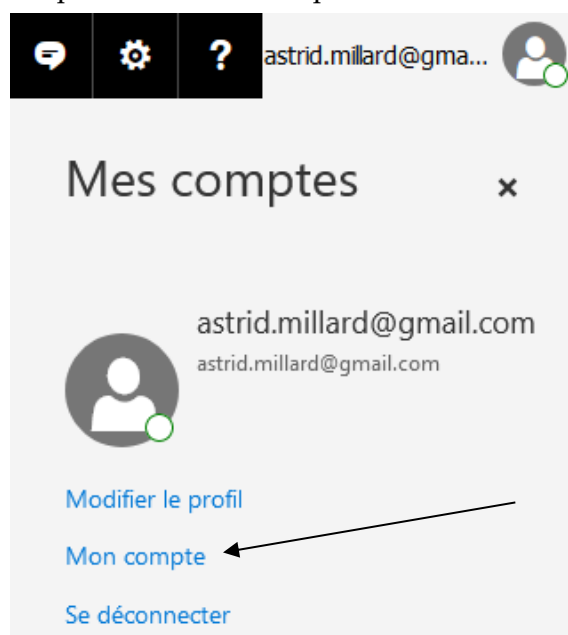 ? astrid.millard@gma...
Mes comptes ×
astrid.millard@gmail.com
astrid.millard@gmail.com
Modifier le profil
Mon compte
Se déconnecter